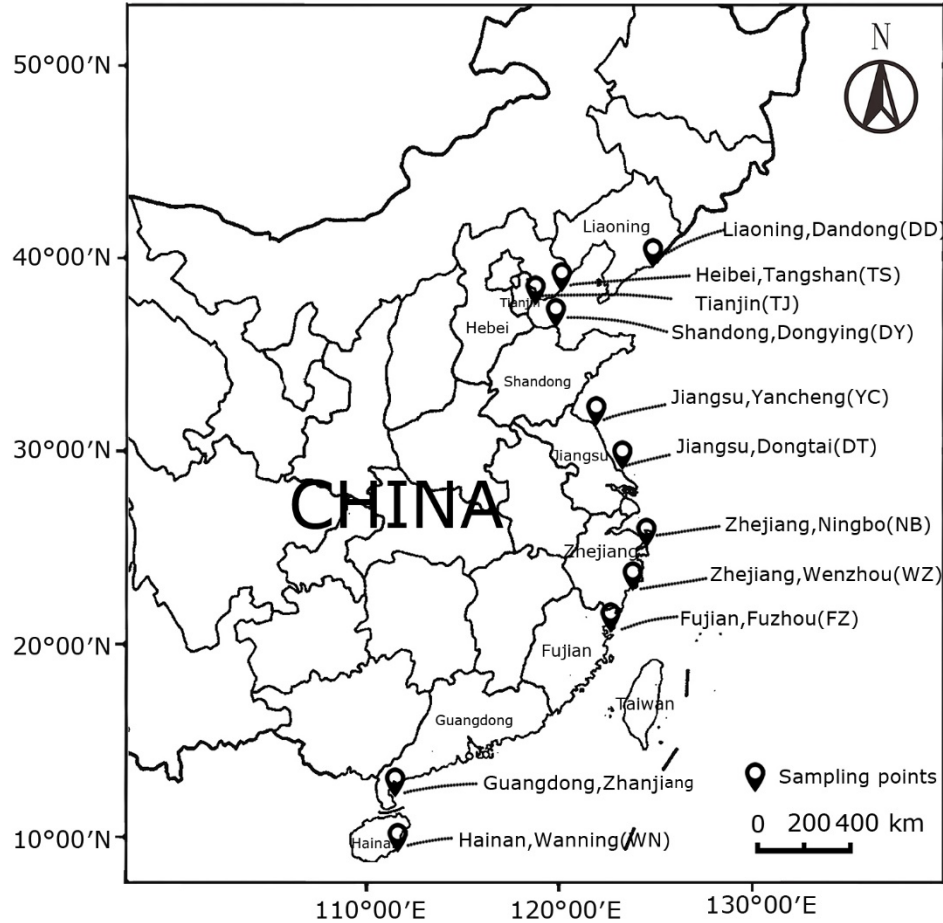 N
50°00′N
40°00′N
30°00′N
20°00′N
10°00′N
Liaoning
Liaoning,Dandong(DD)
Heibei,Tangshan(TS)
Tianjin
Tianjin(TJ)
Hebei
Shandong,Dongying(DY)
Shandong
Jiangsu,Yancheng(YC)
Jiangsu
Jiangsu,Dongtai(DT)
CHINA
Zhejiang,Ningbo(NB)
Zhejiang
Zhejiang,Wenzhou(WZ)
Fujian,Fuzhou(FZ)
Fujian
Taiwan
Guangdong
Guangdong,Zhanjiang
Sampling points
Hainan
Hainan,Wanning(WN)
0 200 400 km
110°00′E
120°00′E
130°00′E